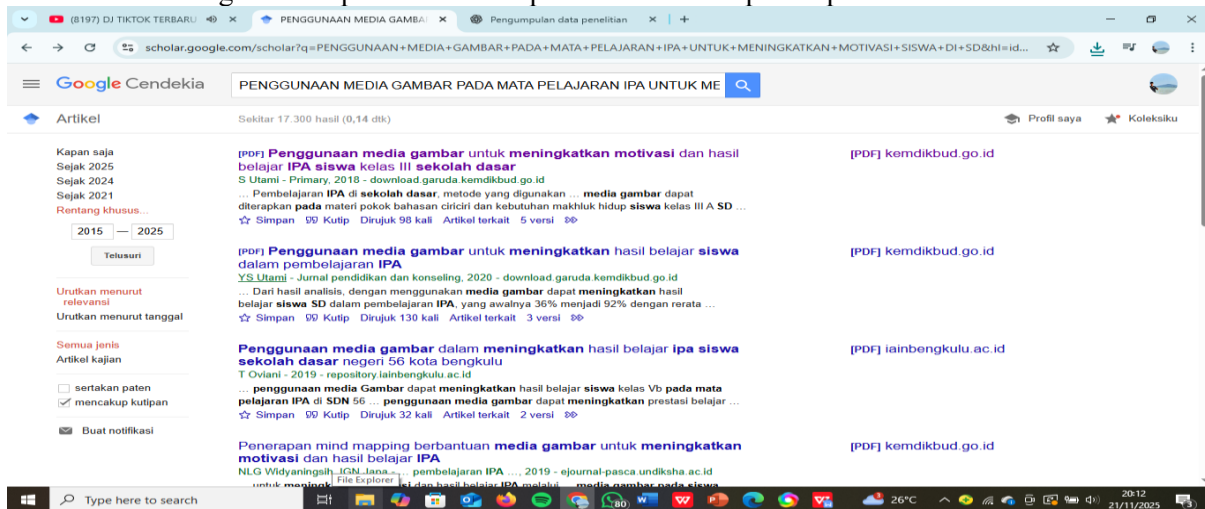 (8197) DJ TIKTOK TERBARU
PENGGUNAAN MEDIA GAMBA
Pengumpulan data penelitian
scholar.google.com/scholar?q=PENGGUNAAN+MEDIA+GAMBAR+PADA+MATA+PELAJARAN+IPA+UNTUK+MENINGKATKAN+MOTIVASI+SISWA+DI+SD&hl=id...
Google Cendekia
PENGGUNAAN MEDIA GAMBAR PADA MATA PELAJARAN IPA UNTUK ME
Artikel
Sekitar 17.300 hasil (0,14 dtk)
Profil saya
Koleksiku
Kapan saja
Sejak 2025
Sejak 2024
Sejak 2021
Rentang khusus...
2015 — 2025
Telusuri
Urutkan menurut
relevansi
Urutkan menurut tanggal
Semua jenis
Artikel kajian
sertakan paten
mencakup kutipan
Buat notifikasi
[PDF] Penggunaan media gambar untuk meningkatkan motivasi dan hasil
belajar IPA siswa kelas III sekolah dasar
S Utami - Primary, 2018 - download.garuda.kemdikbud.go.id
... Pembelajaran IPA di sekolah dasar, metode yang digunakan ... media gambar dapat
diterapkan pada materi pokok bahasan ciriciri dan kebutuhan makhluk hidup siswa kelas III A SD ...
Simpan Kutip Dirujuk 98 kali Artikel terkait 5 versi
[PDF] kemdikbud.go.id
[PDF] Penggunaan media gambar untuk meningkatkan hasil belajar siswa
dalam pembelajaran IPA
YS Utami - Jurnal pendidikan dan konseling, 2020 - download.garuda.kemdikbud.go.id
... Dari hasil analisis, dengan menggunakan media gambar dapat meningkatkan hasil
belajar siswa SD dalam pembelajaran IPA, yang awalnya 36% menjadi 92% dengan rerata ...
Simpan Kutip Dirujuk 130 kali Artikel terkait 3 versi
[PDF] kemdikbud.go.id
Penggunaan media gambar dalam meningkatkan hasil belajar ipa siswa
sekolah dasar negeri 56 kota bengkulu
T Oviani - 2019 - repository.iainbengkulu.ac.id
... penggunaan media Gambar dapat meningkatkan hasil belajar siswa kelas Vb pada mata
pelajaran IPA di SDN 56 ... penggunaan media gambar dapat meningkatkan prestasi belajar ...
Simpan Kutip Dirujuk 32 kali Artikel terkait 2 versi
[PDF] iainbengkulu.ac.id
Penerapan mind mapping berbantuan media gambar untuk meningkatkan
motivasi dan hasil belajar IPA
NLG Widyaningsih, IGN Jana - ... pembelajaran IPA ..., 2019 - ejournal-pasca.undiksha.ac.id
[PDF] kemdikbud.go.id
File Explorer
Type here to search
80
26°C
20:12
21/11/2025
3